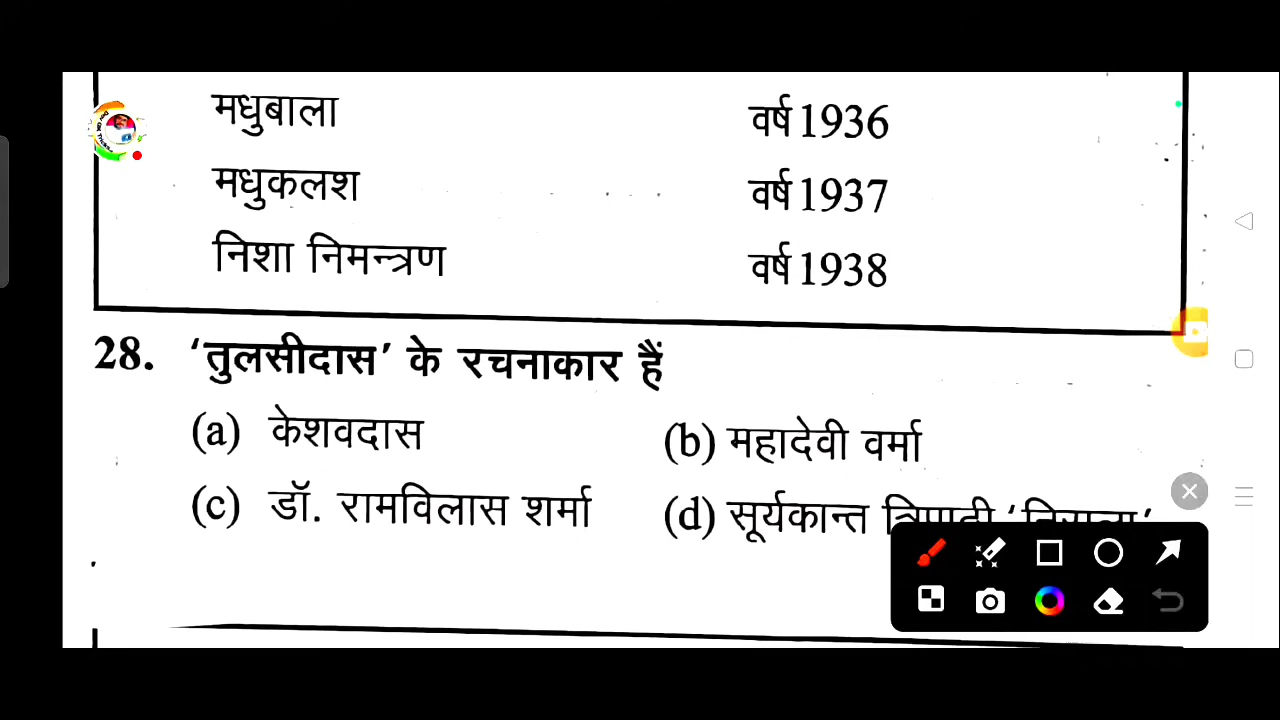 मधुबाला वर्ष 1936
मधुकलश वर्ष 1937
निशा निमन्त्रण वर्ष 1938
28. 'तुलसीदास' के रचनाकार हैं
(a) केशवदास (b) महादेवी वर्मा
(c) डॉ. रामविलास शर्मा (d) सूर्यकान्त त्रिपाठी 'निराला'